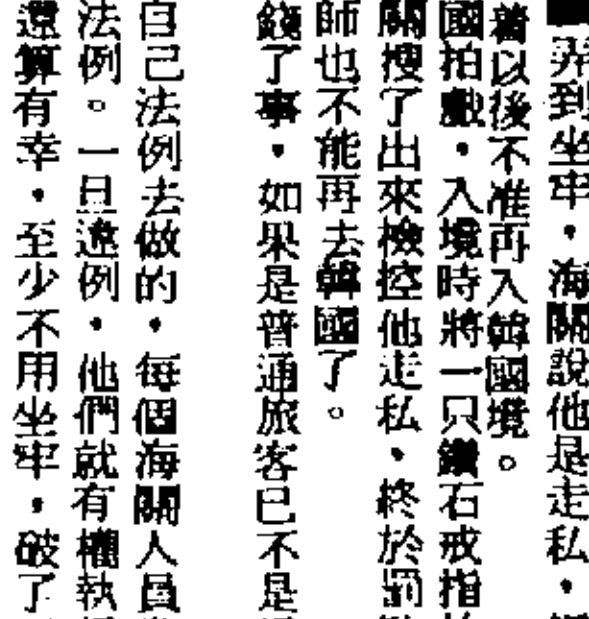 弄到坐牢，海關說他是走私，
着以後不准再入韓國境。
國拍戲，入境時將一只鑽石戒指
關搜了出來檢控他走私、終於罰
師也不能再去韓國了。
錢了事，如果是普通旅客已不是
自己法例去做的，每個海關人員
法例。一旦違例，他們就有權執
還算有幸，至少不用坐牢，破了